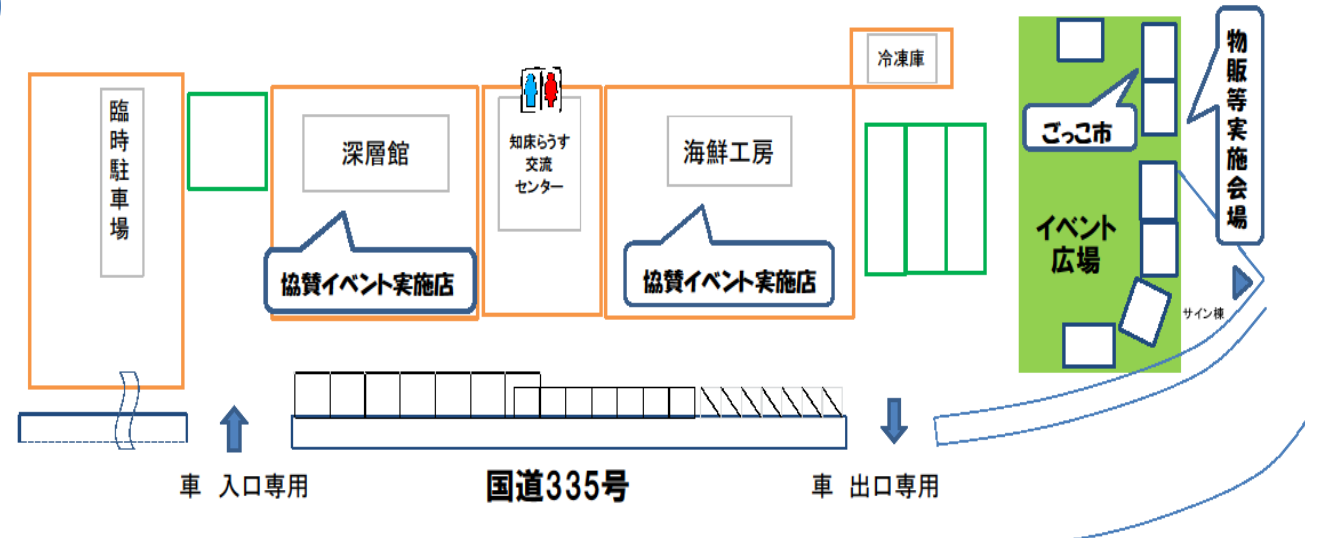 臨時駐車場
深層館
協賛イベント実施店
知床らうす
交流
センター
海鮮工房
協賛イベント実施店
冷凍庫
ごっこ市
物販等実施会場
イベント
広場
サイン棟
車 入口専用
国道335号
車 出口専用